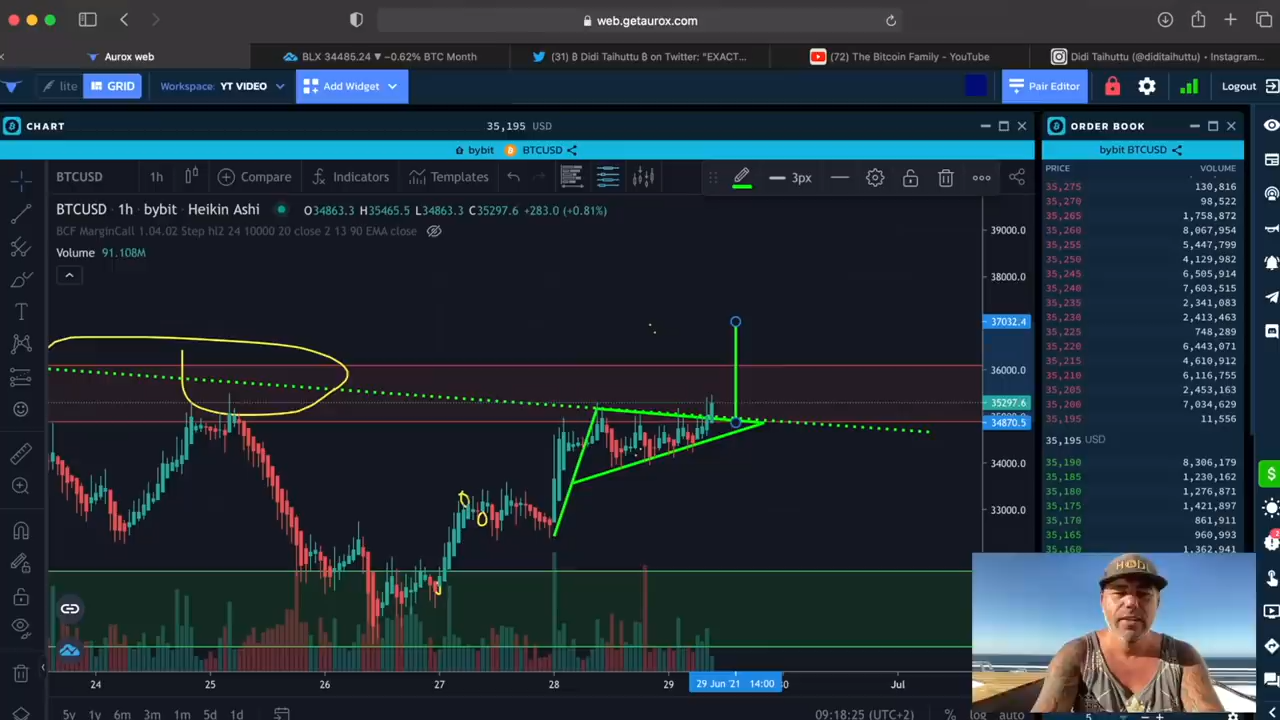 web.getaurox.com
Aurox web
BLX 34485.24 ▼ −0.62% BTC Month
(31) B Didi Taihuttu B on Twitter: "EXACT...
(72) The Bitcoin Family - YouTube
Didi Taihuttu (@diditaihuttu) • Instagram...
lite
GRID
Workspace: YT VIDEO
Add Widget
Pair Editor
Logout
CHART
35,195 USD
ORDER BOOK
bybit BTCUSD
bybit BTCUSD
BTCUSD
1h
Compare
Indicators
Templates
3px
PRICE VOLUME
BTCUSD · 1h · bybit · Heikin Ashi
O34863.3 H35465.5 L34863.3 C35297.6 +283.0 (+0.81%)
BCF MarginCall 1.04.02 Step hl2 24 10000 20 close 2 13 90 EMA close
Volume 91.108M
39000.0
38000.0
37032.4
36000.0
35297.6
34870.5
34000.0
33000.0
35,275 130,816
35,270 98,522
35,265 1,758,872
35,260 8,067,954
35,255 5,447,799
35,250 4,129,982
35,245 6,505,914
35,240 7,603,515
35,235 2,341,083
35,230 2,413,463
35,225 748,289
35,220 6,443,071
35,215 4,610,912
35,210 6,116,755
35,205 2,453,163
35,200 7,034,629
35,195 11,556
35,195 USD
35,190 8,306,179
35,185 1,230,162
35,180 1,276,871
35,175 1,421,897
35,170 861,911
35,165 960,993
35,160 1,362,941
24
25
26
27
28
29
29 Jun '21 14:00
Jul
5y
1y
6m
3m
1m
5d
1d
09:18:25 (UTC+2)
%
log
auto